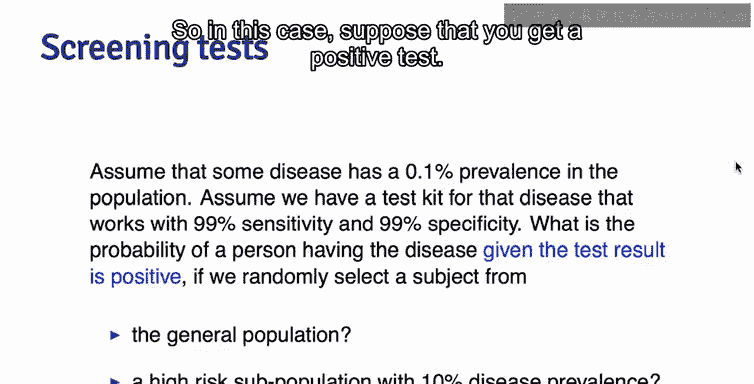 So in this case, suppose that you get a
positive test.
Screening tests
Assume that some disease has a 0.1% prevalence in the
population. Assume we have a test kit for that disease that
works with 99% sensitivity and 99% specificity. What is the
probability of a person having the disease given the test result
is positive, if we randomly select a subject from
► the general population?
► a high risk sub-population with 10% disease prevalence?